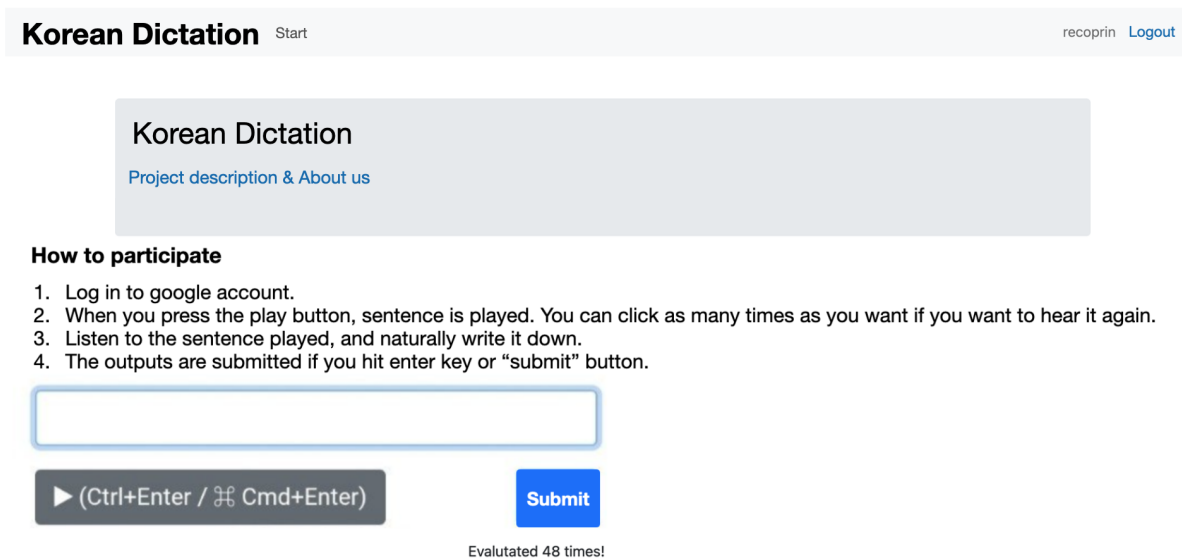 Korean Dictation Start recoprin Logout
Korean Dictation
Project description & About us
How to participate
1. Log in to google account.
2. When you press the play button, sentence is played. You can click as many times as you want if you want to hear it again.
3. Listen to the sentence played, and naturally write it down.
4. The outputs are submitted if you hit enter key or “submit” button.
▶ (Ctrl+Enter / ⌘ Cmd+Enter) Submit
Evalutated 48 times!